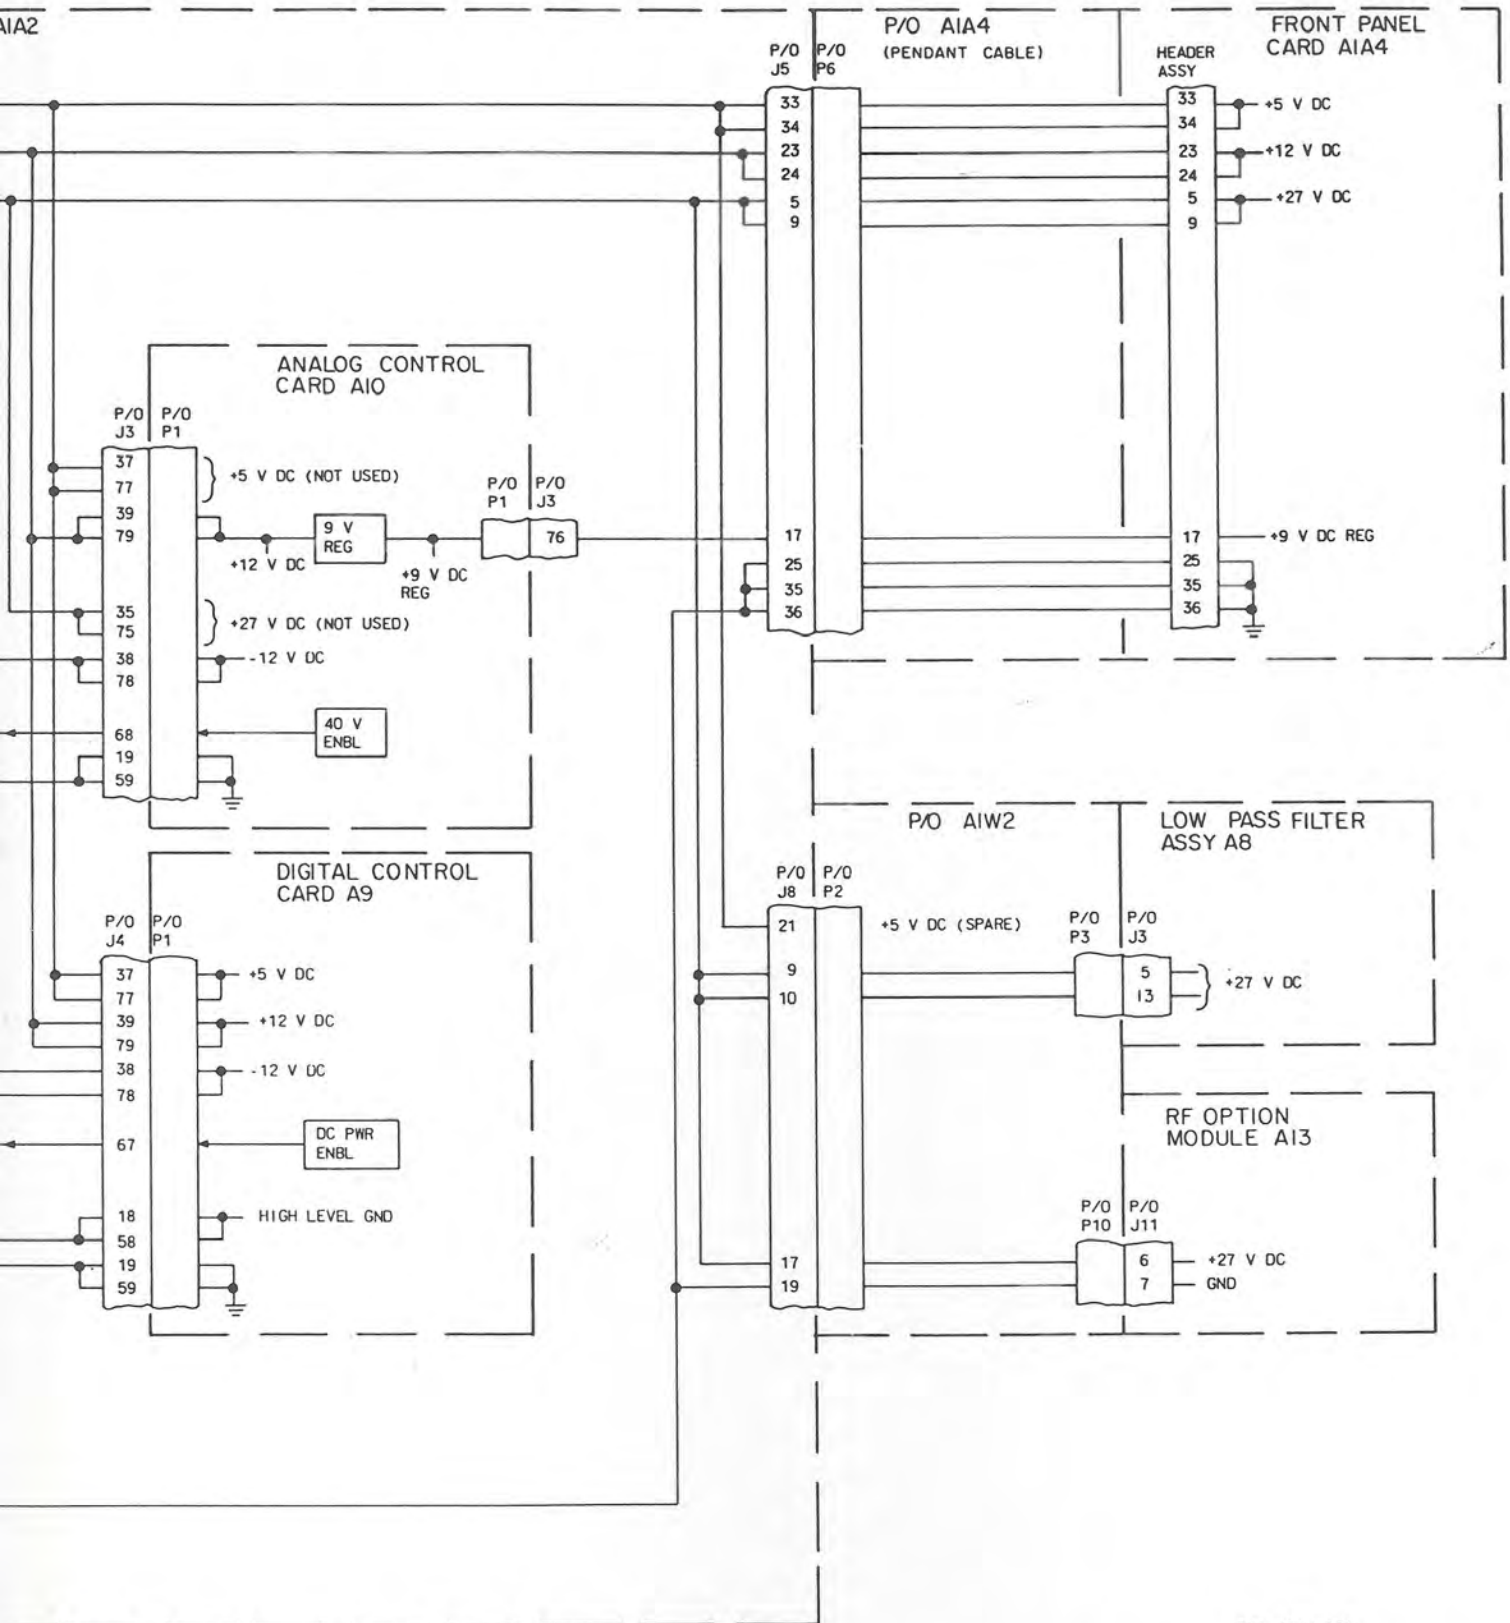 A1A2
P/O A1A4
(PENDANT CABLE)
FRONT PANEL
CARD A1A4
P/O P/O
J5 P6
HEADER
ASSY
33
34
23
24
5
9
17
25
35
36
33
34
23
24
5
9
17
25
35
36
+5 V DC
+12 V DC
+27 V DC
+9 V DC REG
ANALOG CONTROL
CARD A10
P/O P/O
J3 P1
37
77
39
79
35
75
38
78
68
19
59
+5 V DC (NOT USED)
+12 V DC
9 V
REG
+9 V DC
REG
P/O P/O
P1 J3
76
+27 V DC (NOT USED)
-12 V DC
40 V
ENBL
DIGITAL CONTROL
CARD A9
P/O P/O
J4 P1
37
77
39
79
38
78
67
18
58
19
59
+5 V DC
+12 V DC
-12 V DC
DC PWR
ENBL
HIGH LEVEL GND
P/O A1W2
LOW PASS FILTER
ASSY A8
P/O P/O
J8 P2
21
9
10
17
19
+5 V DC (SPARE)
P/O P/O
P3 J3
5
13
+27 V DC
RF OPTION
MODULE A13
P/O P/O
P10 J11
6
7
+27 V DC
GND